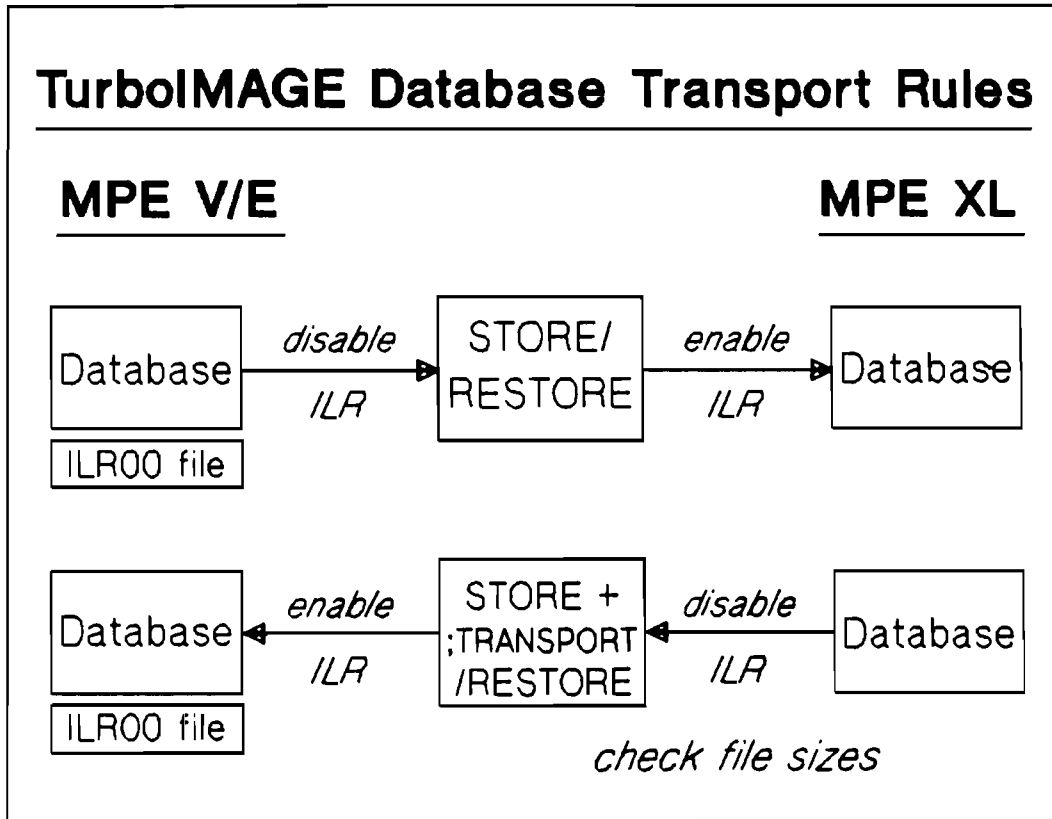 TurboIMAGE Database Transport Rules
MPE V/E
MPE XL
Database
disable
ILR
STORE/
RESTORE
enable
ILR
Database
ILR00 file
Database
enable
ILR
STORE +
;TRANSPORT
/RESTORE
disable
ILR
Database
ILR00 file
check file sizes